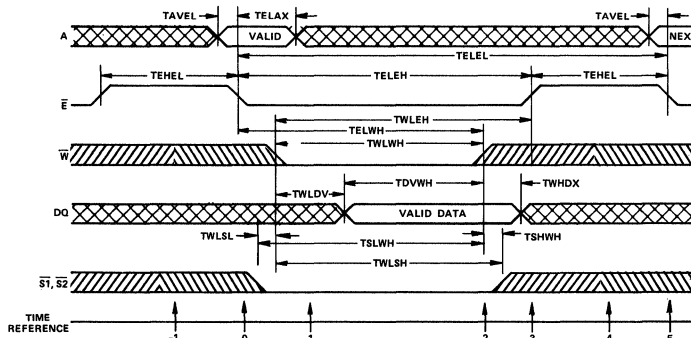 TAVEL TELAX TAVEL
A VALID NEX
TELEL
TEHEL TELEH TEHEL
E
TWLEH
TELWH
TWLWH
W
TWLDV TDVWH TWHDX
DQ VALID DATA
TWLSL TSLWH TSHWH
TWLSH
S1, S2
TIME
REFERENCE
-1 0 1 2 3 4 5